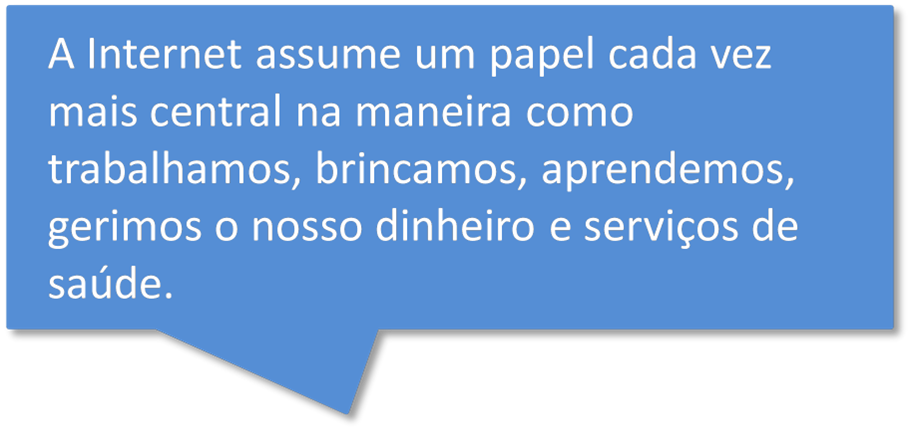 A Internet assume um papel cada vez
mais central na maneira como
trabalhamos, brincamos, aprendemos,
gerimos o nosso dinheiro e serviços de
saúde.